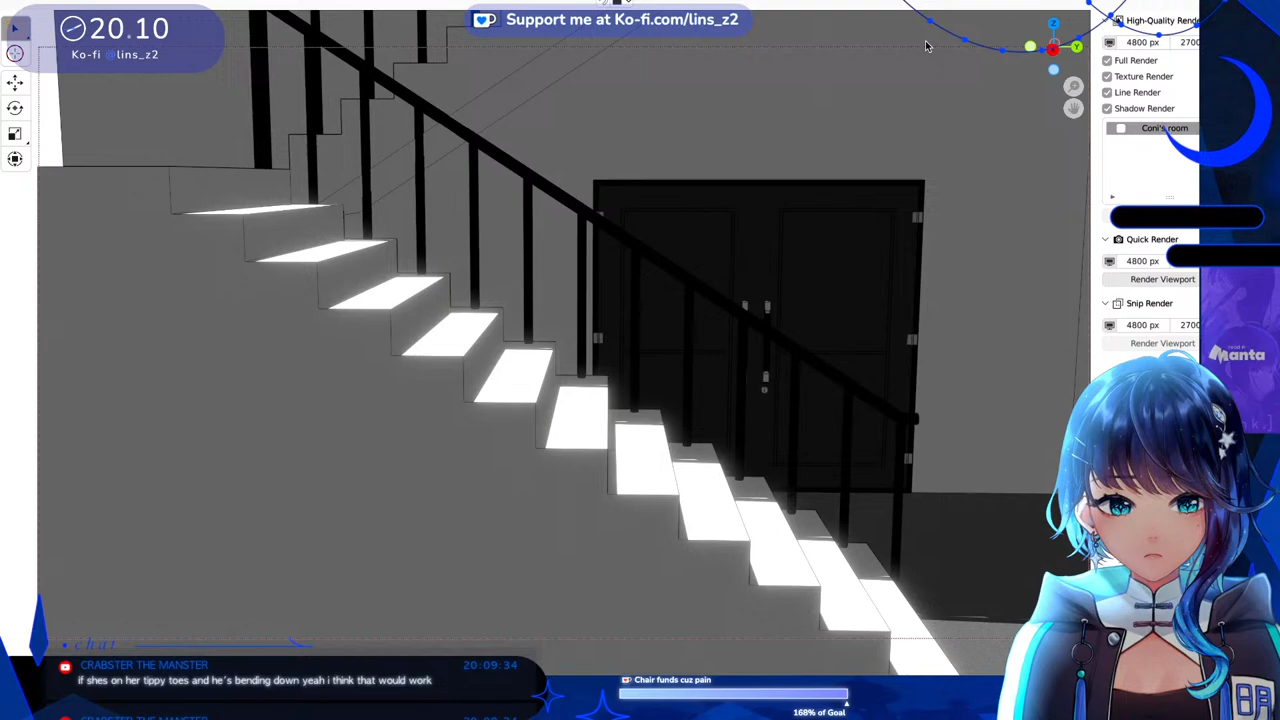 20.10
Ko-fi @lins_z2
Support me at Ko-fi.com/lins_z2
Z
Y
X
High-Quality Rende
4800 px 2700
Full Render
Texture Render
Line Render
Shadow Render
Coni's room
Quick Render
4800 px
Render Viewport
Snip Render
4800 px 2700
Render Viewport
Manta
chat
CRABSTER THE MANSTER 20:09:34
if shes on her tippy toes and he's bending down yeah i think that would work
Chair funds cuz pain
168% of Goal